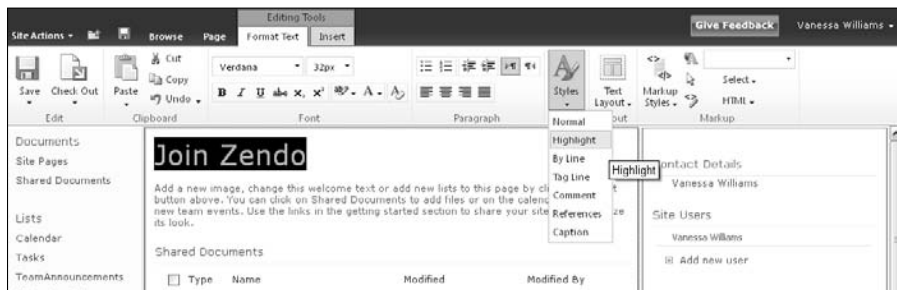 Editing Tools
Site Actions Browse Page Format Text Insert Give Feedback Vanessa Williams
Save Check Out Paste Cut Copy Undo
Verdana 32px
B I U abc
Styles Text Layout Markup Styles Select HTML
Edit Clipboard Font Paragraph out Markup
Documents
Site Pages
Shared Documents
Lists
Calendar
Tasks
TeamAnnouncements
Join Zendo
Add a new image, change this welcome text or add new lists to this page by
button above. You can click on Shared Documents to add files or on the
new team events. Use the links in the getting started section to share your
its look.
Shared Documents
Type Name Modified Modified By
Normal
Highlight
By Line
Tag Line
Comment
References
Caption
Highlight
Details
Vanessa Williams
Site Users
Vanessa Williams
Add new user